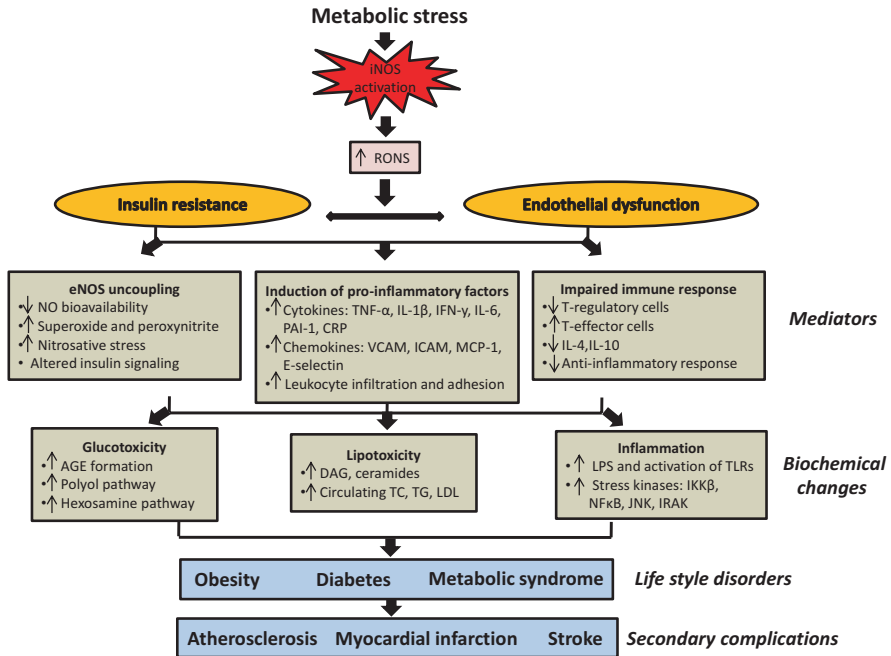 Metabolic stress
iNOS
activation
↑ RONS
Insulin resistance
Endothelial dysfunction
eNOS uncoupling
•↓ NO bioavailability
•↑ Superoxide and peroxynitrite
•↑ Nitrosative stress
• Altered insulin signaling
Induction of pro-inflammatory factors
•↑ Cytokines: TNF-α, IL-1β, IFN-γ, IL-6,
PAI-1, CRP
•↑ Chemokines: VCAM, ICAM, MCP-1,
E-selectin
•↑ Leukocyte infiltration and adhesion
Impaired immune response
•↓ T-regulatory cells
•↑ T-effector cells
•↓ IL-4,IL-10
•↓ Anti-inflammatory response
Mediators
Glucotoxicity
•↑ AGE formation
•↑ Polyol pathway
•↑ Hexosamine pathway
Lipotoxicity
•↑ DAG, ceramides
•↑ Circulating TC, TG, LDL
Inflammation
•↑ LPS and activation of TLRs
•↑ Stress kinases: IKKβ,
NFκB, JNK, IRAK
Biochemical
changes
Obesity Diabetes Metabolic syndrome
Life style disorders
Atherosclerosis Myocardial infarction Stroke
Secondary complications